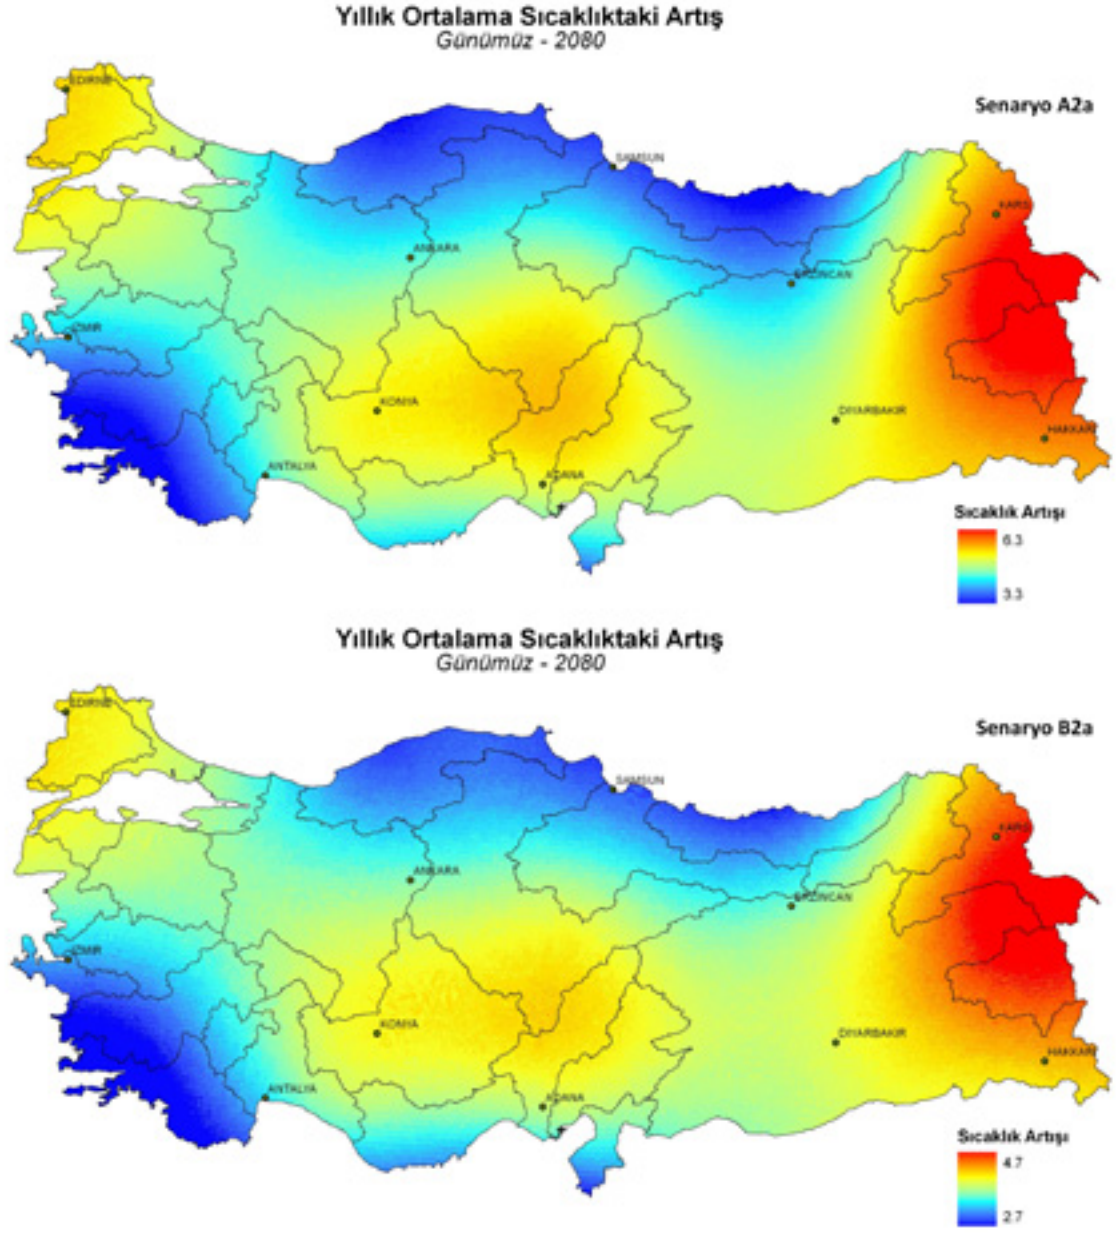 Yıllık Ortalama Sıcaklıktaki Artış
Günümüz - 2080
Senaryo A2a
EDİRNE
SAMSUN
KARS
ANKARA
ERZİNCAN
İZMİR
KONYA
DİYARBAKIR
HAKKARİ
ANTALYA
ADANA
Sıcaklık Artışı
6.3
3.3
Yıllık Ortalama Sıcaklıktaki Artış
Günümüz - 2080
Senaryo B2a
EDİRNE
SAMSUN
KARS
ANKARA
ERZİNCAN
İZMİR
KONYA
DİYARBAKIR
HAKKARİ
ANTALYA
ADANA
Sıcaklık Artışı
4.7
2.7